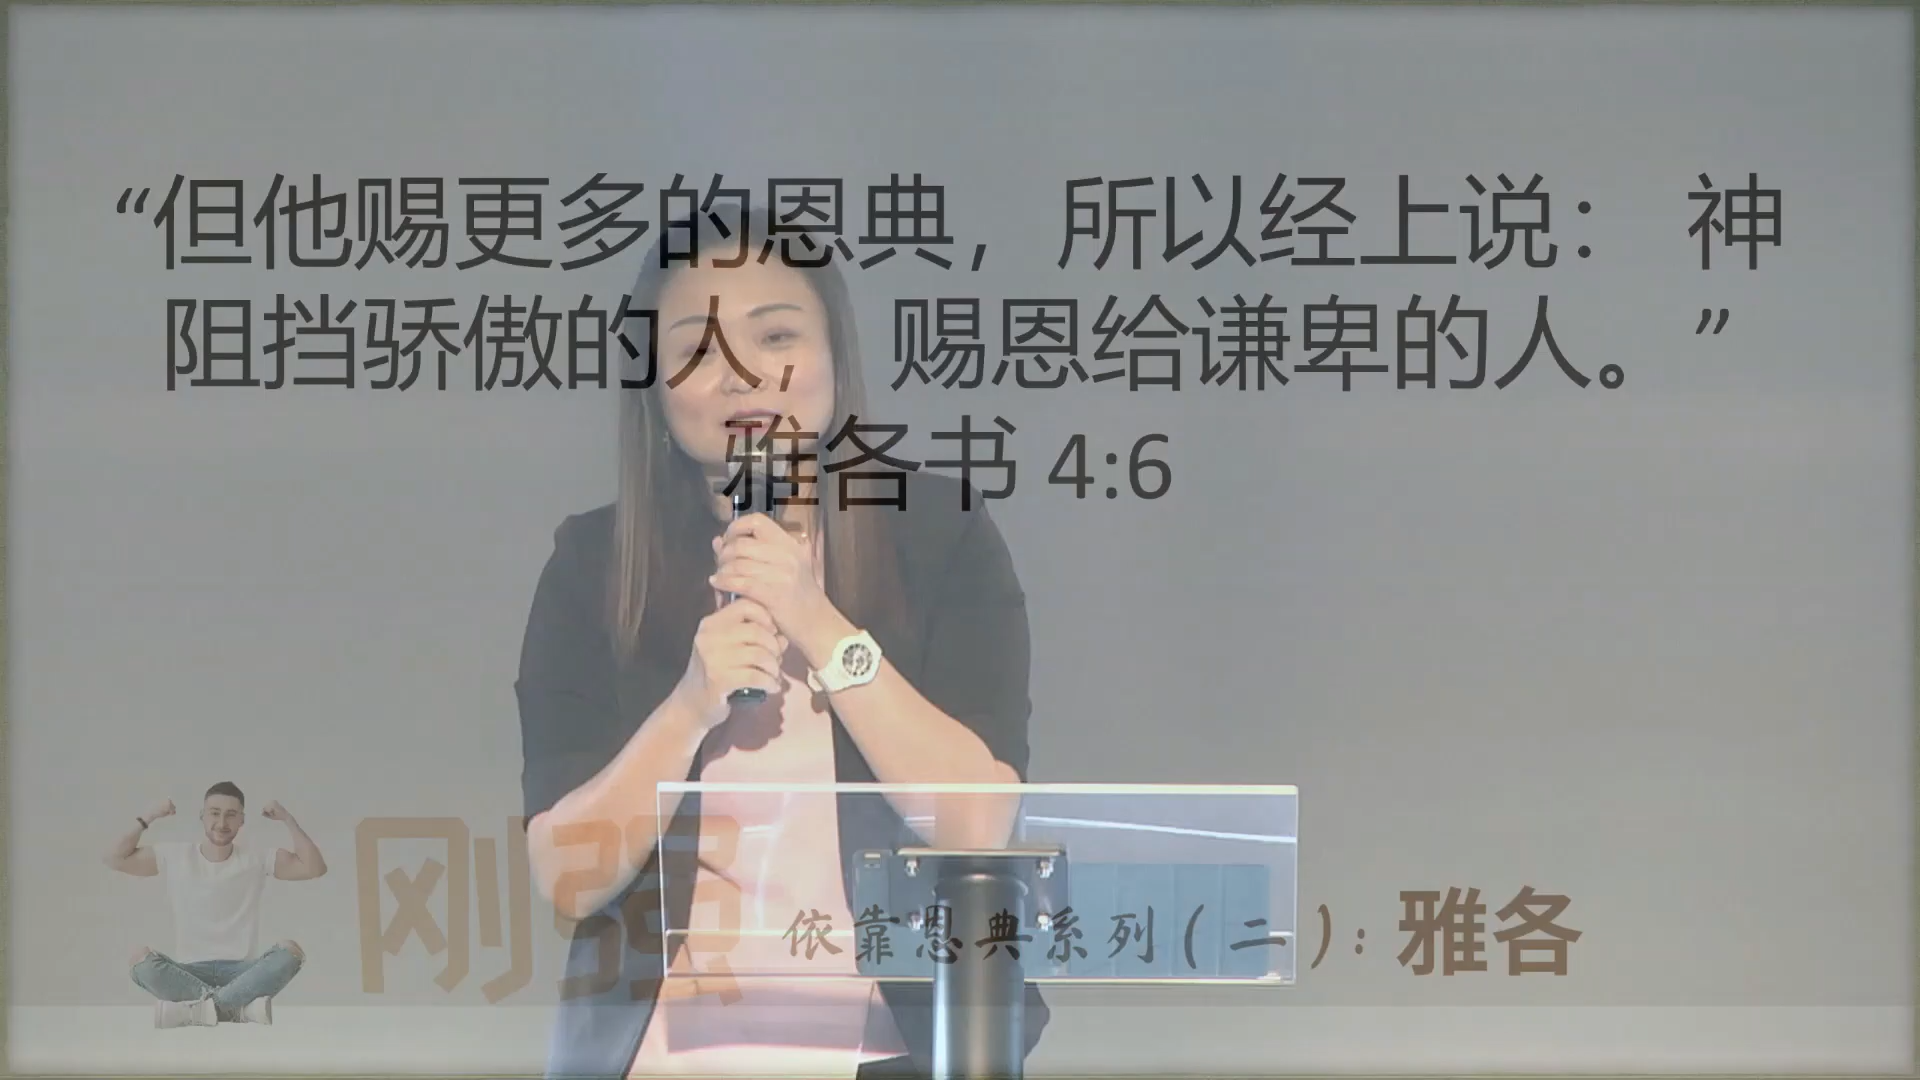 “但他赐更多的恩典，所以经上说： 神
阻挡骄傲的人， 赐恩给谦卑的人。 ”
雅各书 4:6
刚强
依靠恩典系列(二): 雅各